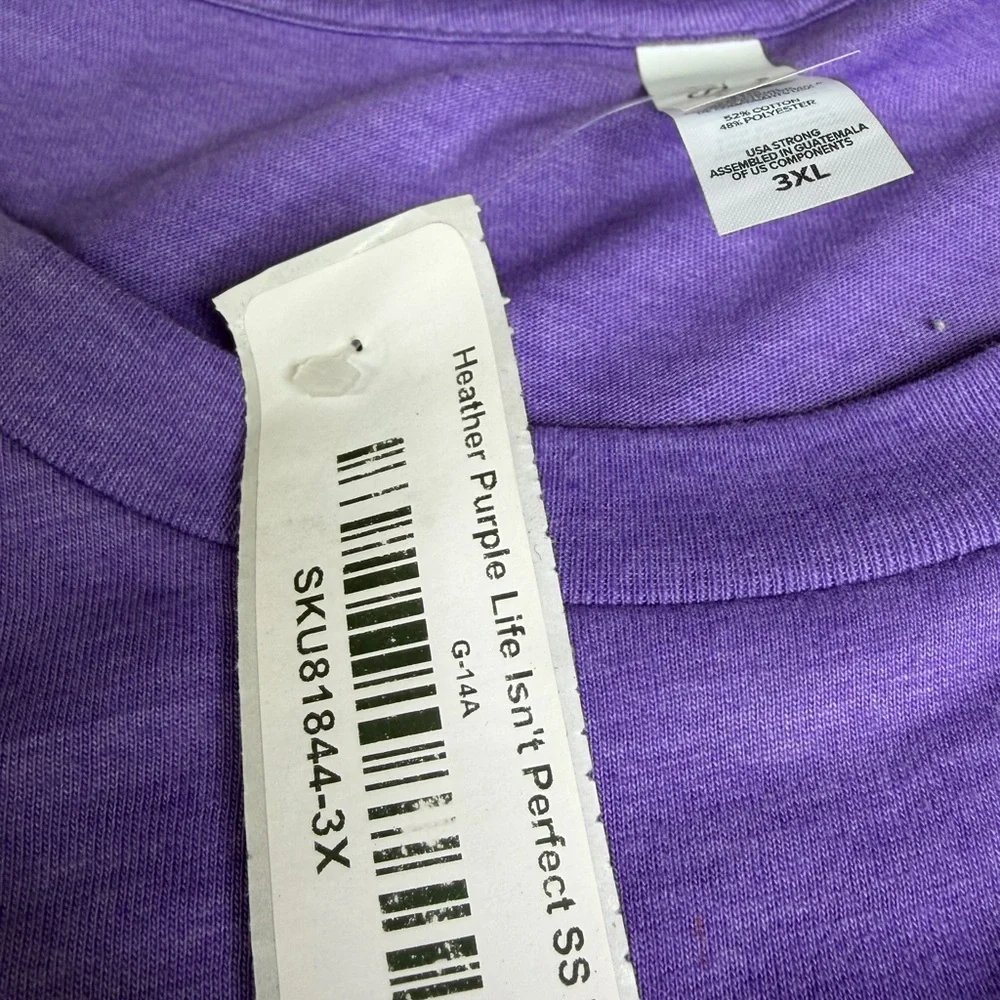 52% COTTON
48% POLYESTER
USA STRONG
ASSEMBLED IN GUATEMALA
OF US COMPONENTS
3XL
Heather Purple Life Isn't Perfect SS
G-14A
SKU81844-3X